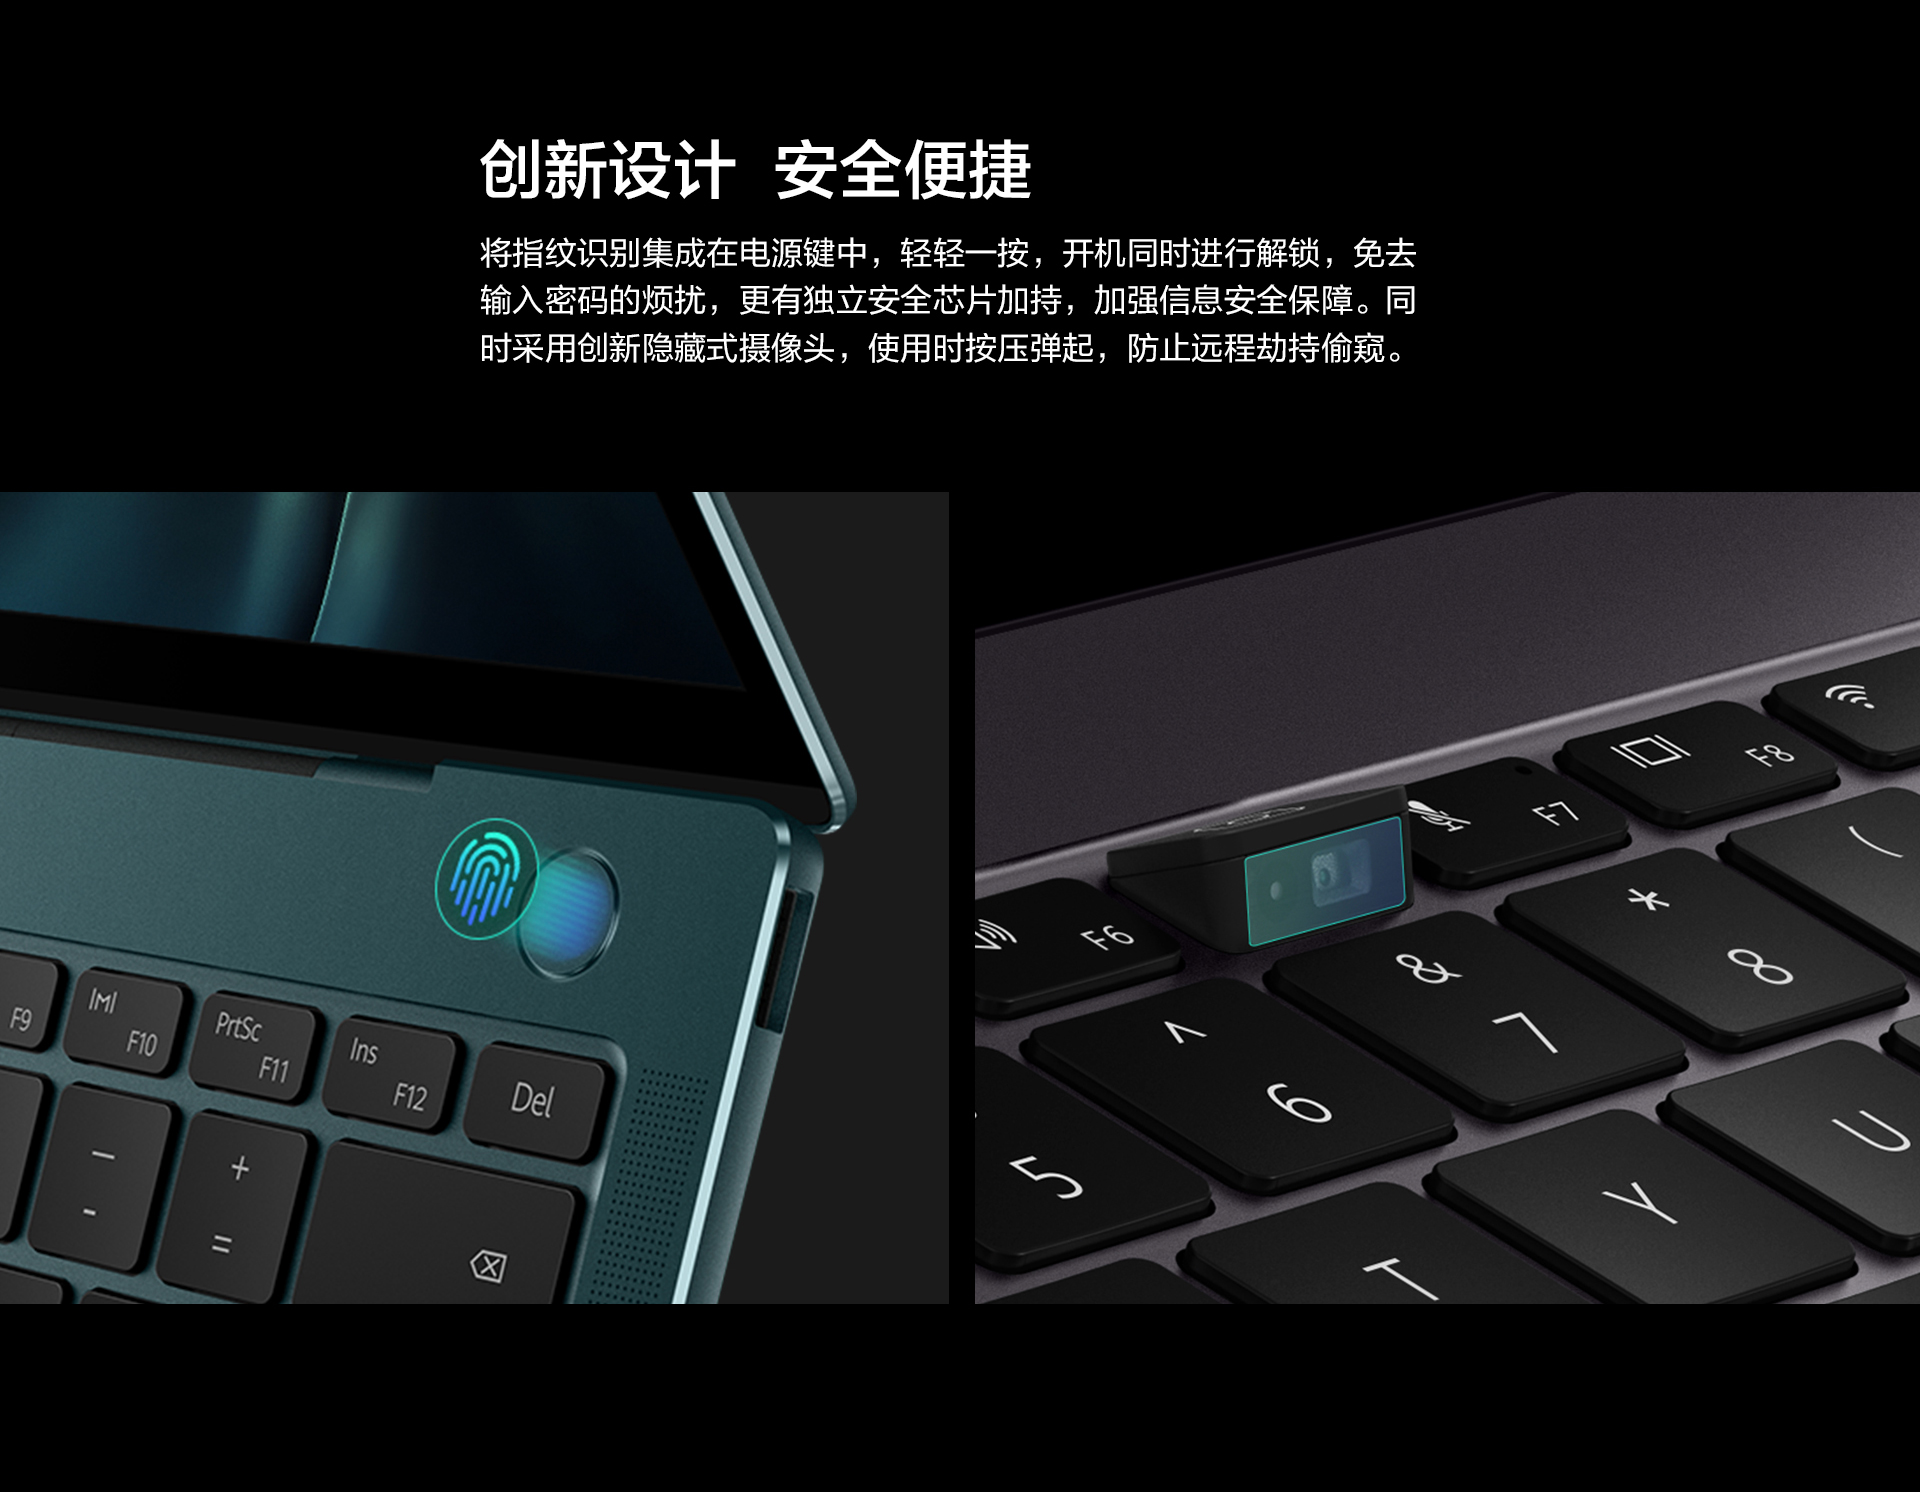 创新设计 安全便捷
将指纹识别集成在电源键中，轻轻一按，开机同时进行解锁，免去
输入密码的烦扰，更有独立安全芯片加持，加强信息安全保障。同
时采用创新隐藏式摄像头，使用时按压弹起，防止远程劫持偷窥。
F9
F10
PrtSc
F11
Ins
F12
Del
—
-
+
=
F6
F7
F8
^
6
&
7
*
8
(
5
T
Y
U